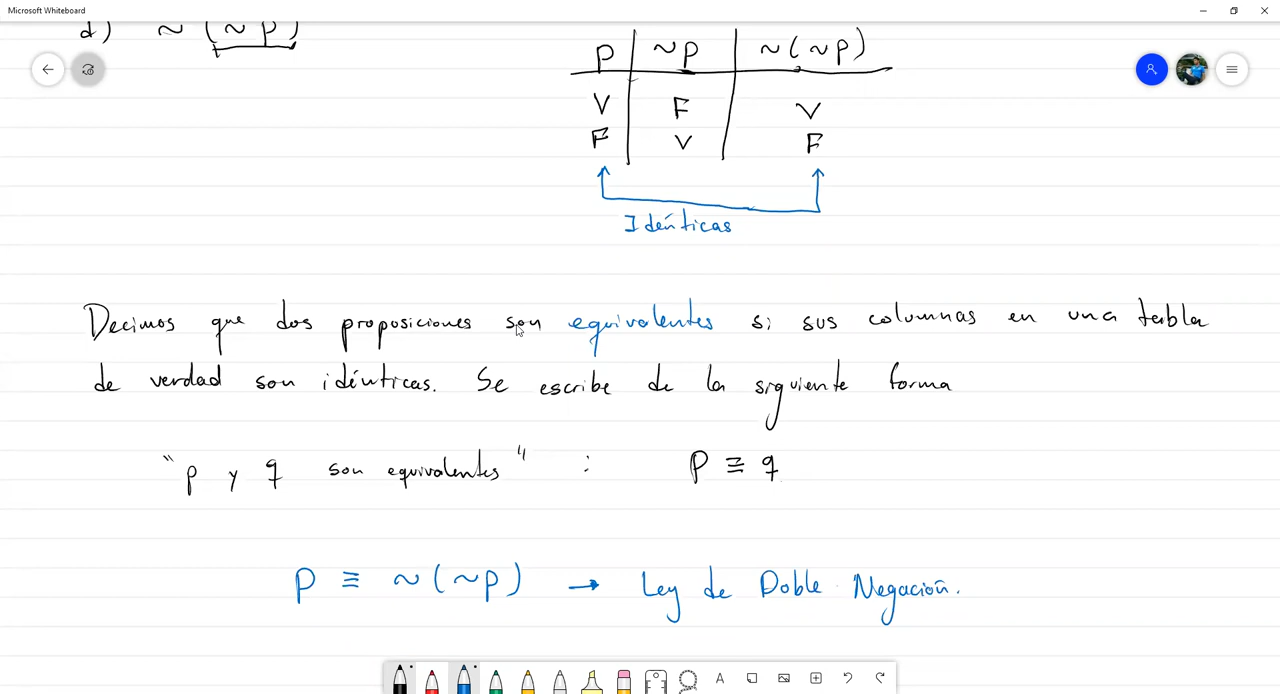 Microsoft Whiteboard
d) ~ (~p)
p ~p ~(~p)
V F V
F V F
Idénticas
Decimos que dos proposiciones son equivalentes si sus columnas en una tabla
de verdad son idénticas. Se escribe de la siguiente forma
"p y q son equivalentes" : p ≡ q
p ≡ ~(~p) → Ley de Doble Negación.